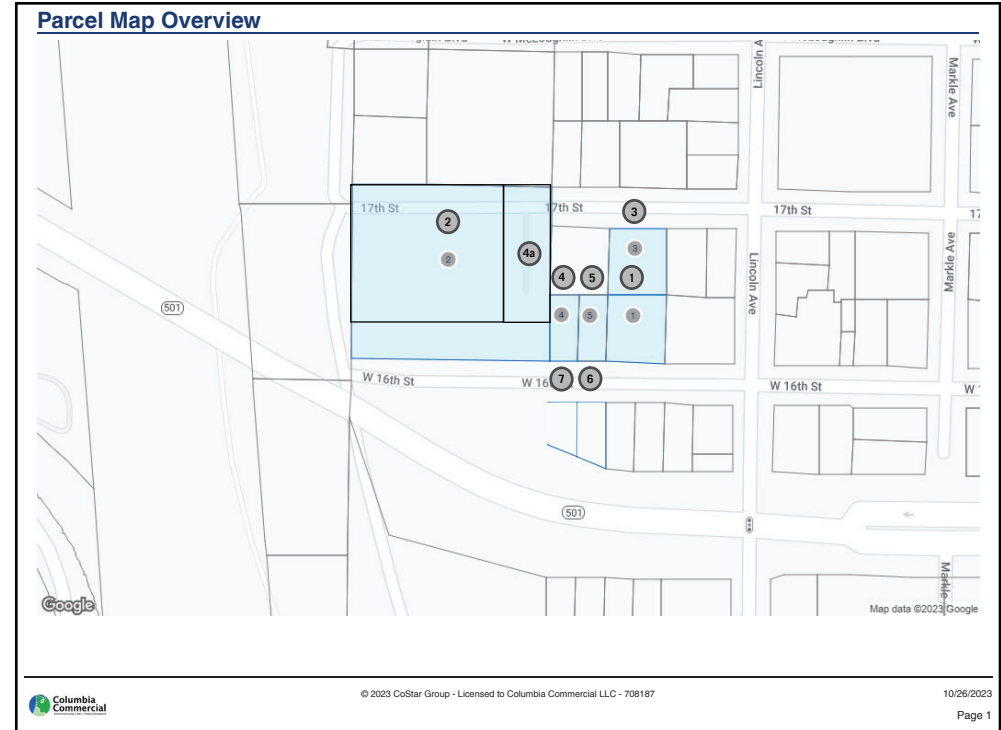 Parcel Map Overview
Lincoln A
Markle Ave
17th St
17th St
17th St
17
2
3
4a
2
3
4
5
1
4
5
1
501
Lincoln Ave
Markle Ave
W 16th St
W 16
W 16th St
W
7
6
501
Markle
Google
Map data ©2023 Google
Columbia
Commercial
© 2023 CoStar Group - Licensed to Columbia Commercial LLC - 708187
10/26/2023
Page 1